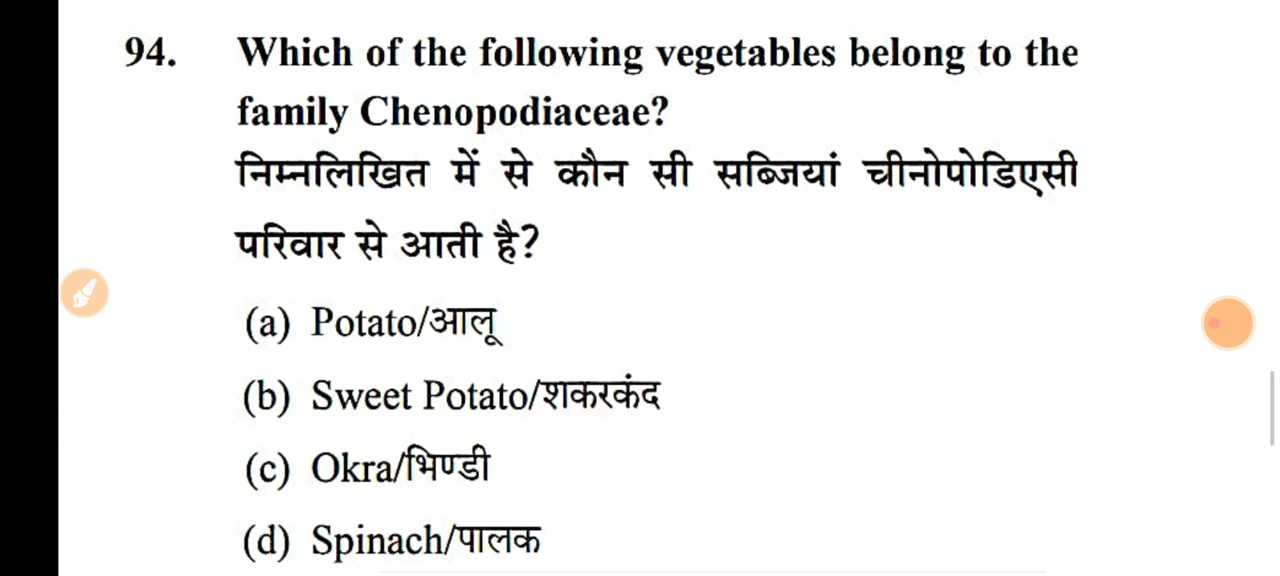 94. Which of the following vegetables belong to the
family Chenopodiaceae?
निम्नलिखित में से कौन सी सब्जियां चीनोपोडिएसी
परिवार से आती है?
(a) Potato/आलू
(b) Sweet Potato/शकरकंद
(c) Okra/भिण्डी
(d) Spinach/पालक